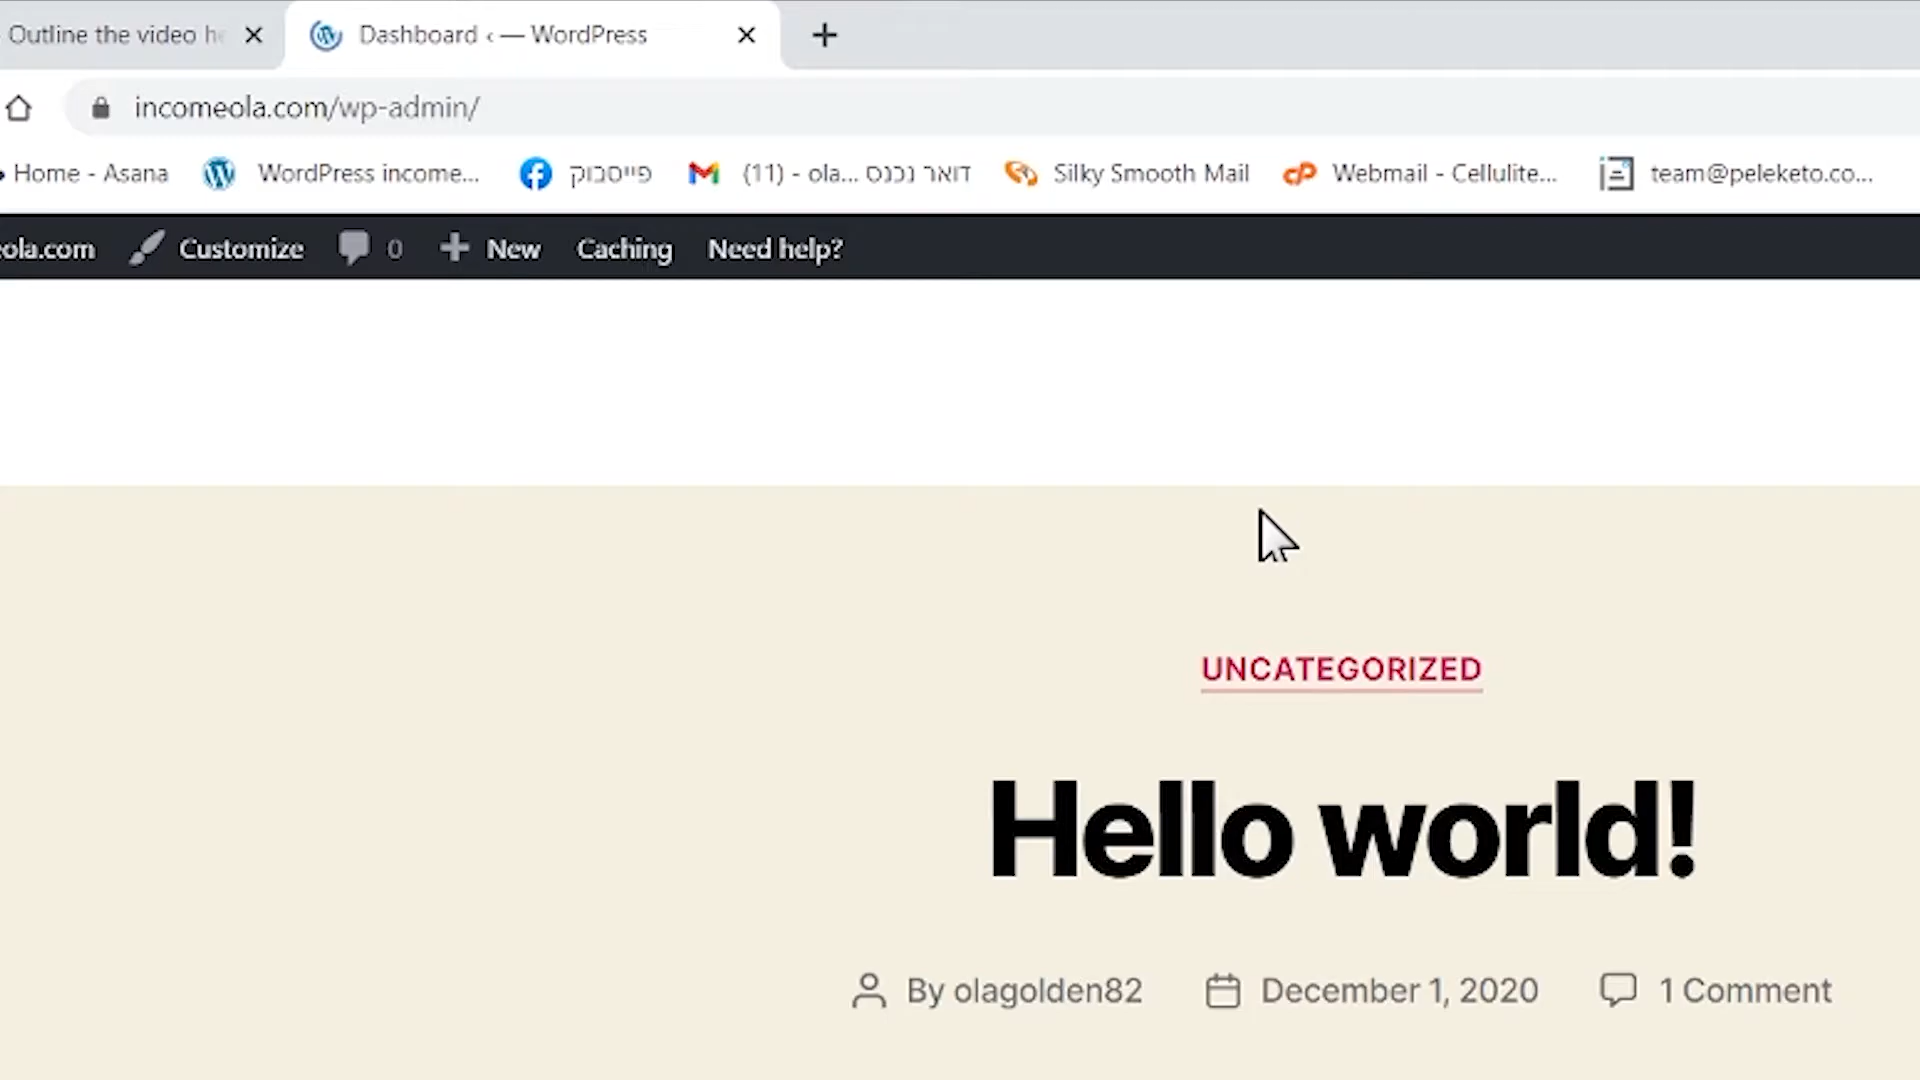 Outline the video he
Dashboard ‹ — WordPress
incomeola.com/wp-admin/
Home - Asana
WordPress income...
פייסבוק
(11) - ola... דואר נכנס
Silky Smooth Mail
Webmail - Cellulite...
team@peleketo.co...
ola.com
Customize
0
New
Caching
Need help?
UNCATEGORIZED
Hello world!
By olagolden82
December 1, 2020
1 Comment